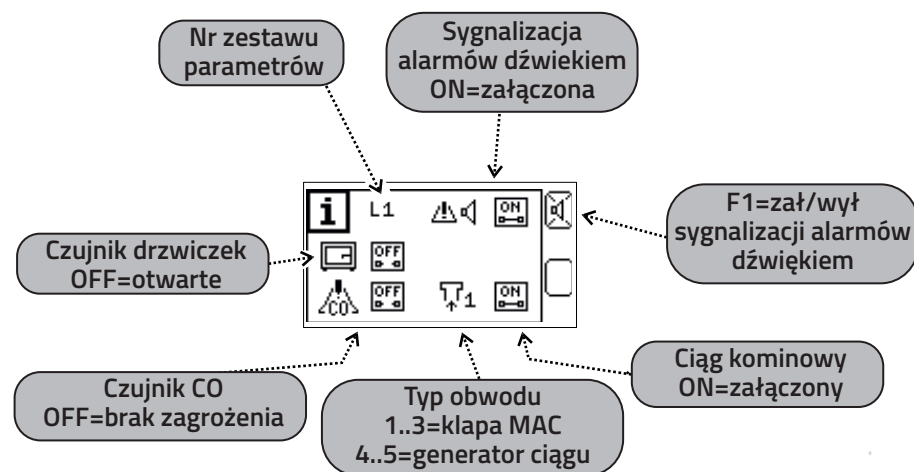 Nr zestawu
parametrów
Sygnalizacja
alarmów dźwiekiem
ON=załączona
i L1 ON
F1=zał/wył
sygnalizacji alarmów
dźwiękiem
Czujnik drzwiczek
OFF=otwarte
OFF
CO OFF 1 ON
Czujnik CO
OFF=brak zagrożenia
Typ obwodu
1..3=klapa MAC
4..5=generator ciągu
Ciąg kominowy
ON=załączony